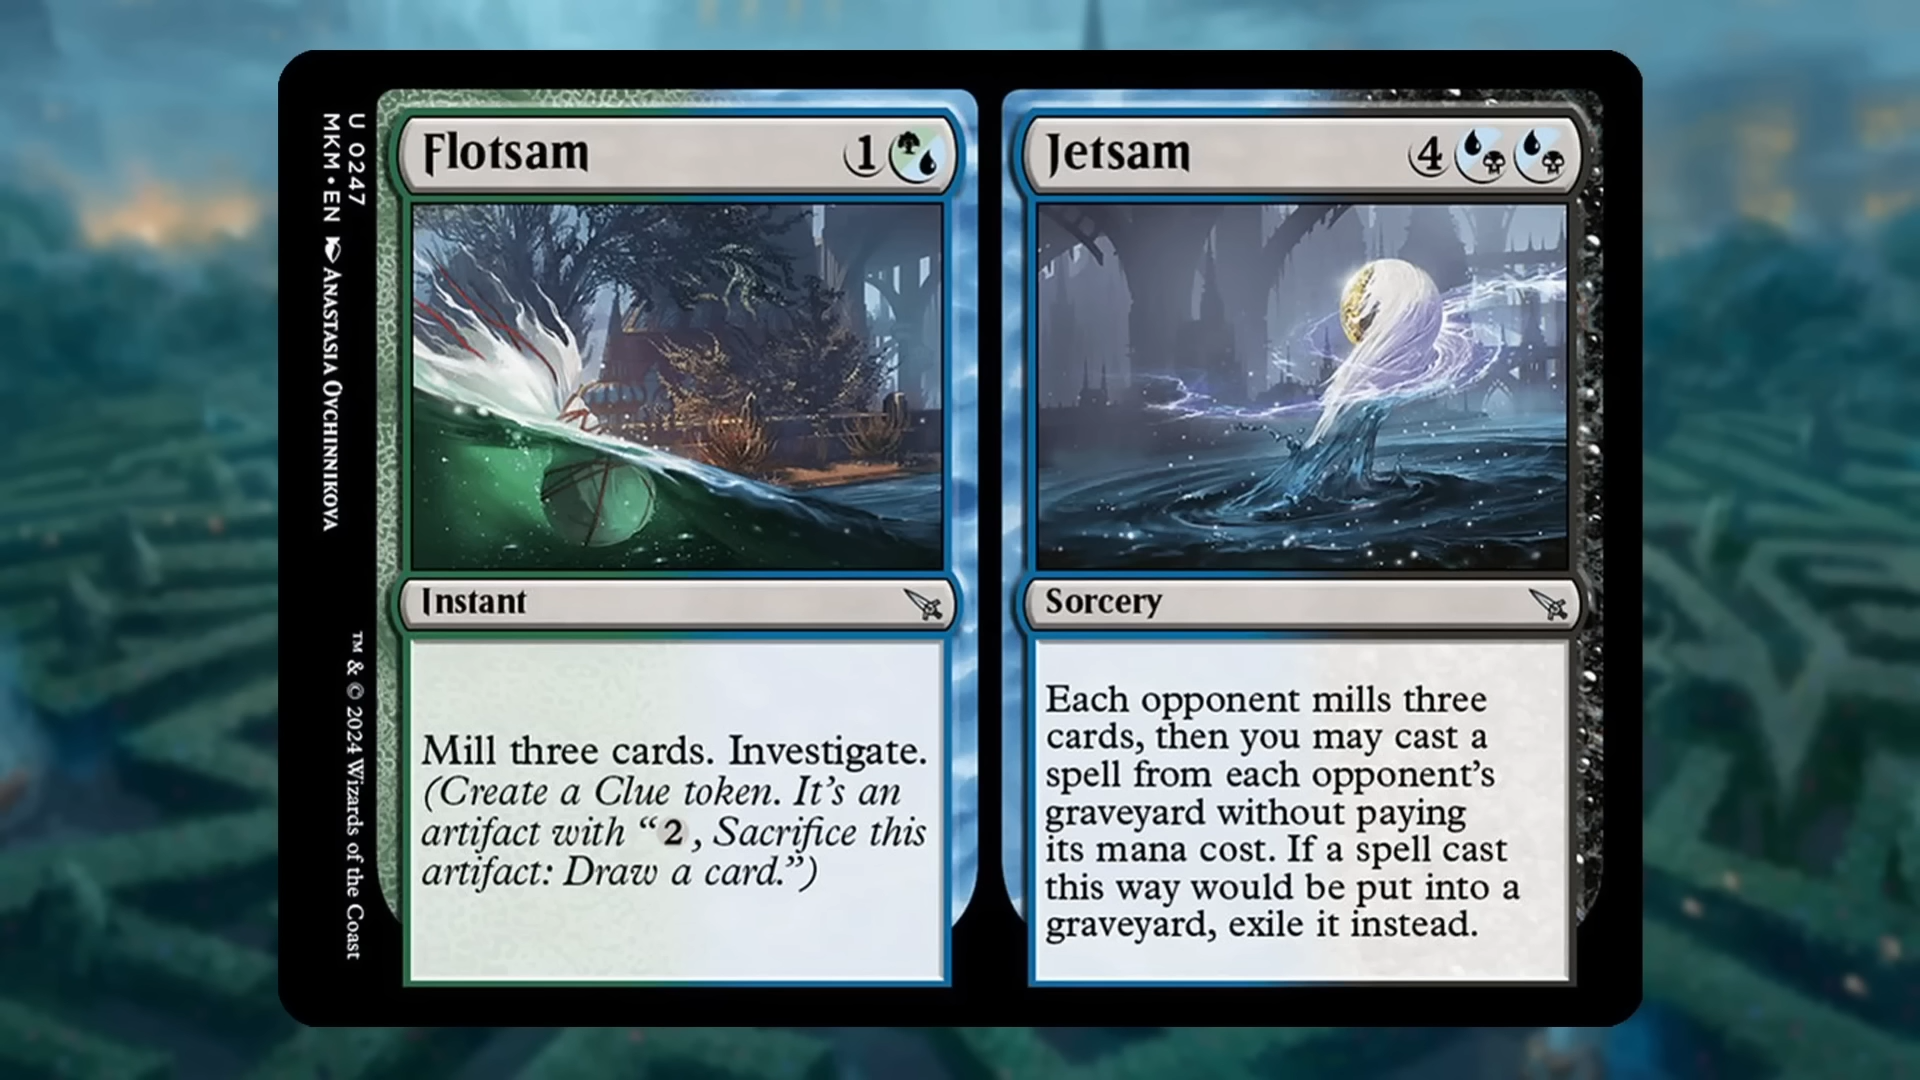 Flotsam
1
Instant
Mill three cards. Investigate.
(Create a Clue token. It's an
artifact with “2, Sacrifice this
artifact: Draw a card.”)
Jetsam
4
Sorcery
Each opponent mills three
cards, then you may cast a
spell from each opponent's
graveyard without paying
its mana cost. If a spell cast
this way would be put into a
graveyard, exile it instead.
U 0247
MKM • EN ANASTASIA OVCHINNIKOVA
™ & © 2024 Wizards of the Coast